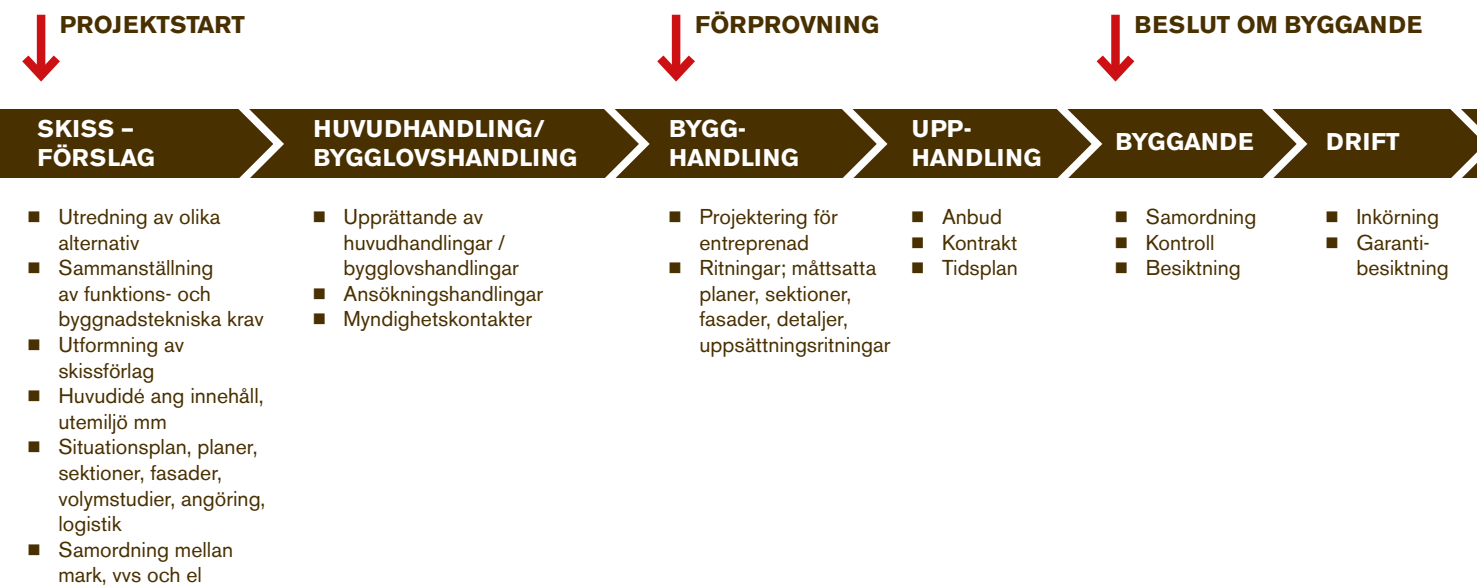 PROJEKTSTART
FÖRPROVNING
BESLUT OM BYGGANDE
SKISS –
FÖRSLAG
HUVUDHANDLING/
BYGGLOVSHANDLING
BYGG-
HANDLING
UPP-
HANDLING
BYGGANDE
DRIFT
■ Utredning av olika
alternativ
■ Sammanställning
av funktions- och
byggnadstekniska krav
■ Utformning av
skissförlag
■ Huvudidé ang innehåll,
utemiljö mm
■ Situationsplan, planer,
sektioner, fasader,
volymstudier, angöring,
logistik
■ Samordning mellan
mark, vvs och el
■ Upprättande av
huvudhandlingar /
bygglovshandlingar
■ Ansökningshandlingar
■ Myndighetskontakter
■ Projektering för
entreprenad
■ Ritningar; måttsatta
planer, sektioner,
fasader, detaljer,
uppsättningsritningar
■ Anbud
■ Kontrakt
■ Tidsplan
■ Samordning
■ Kontroll
■ Besiktning
■ Inkörning
■ Garanti-
besiktning